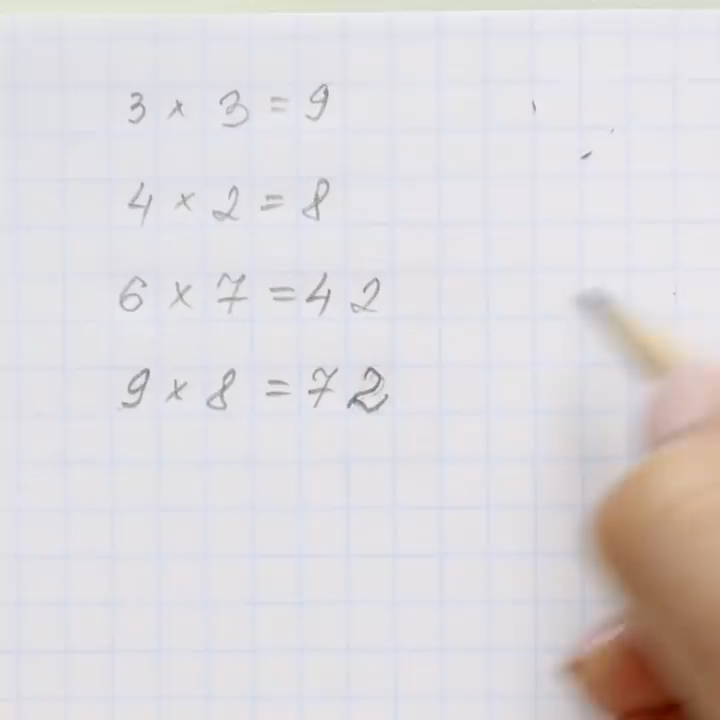 3 × 3 = 9
4 × 2 = 8
6 × 7 = 42
9 × 8 = 72